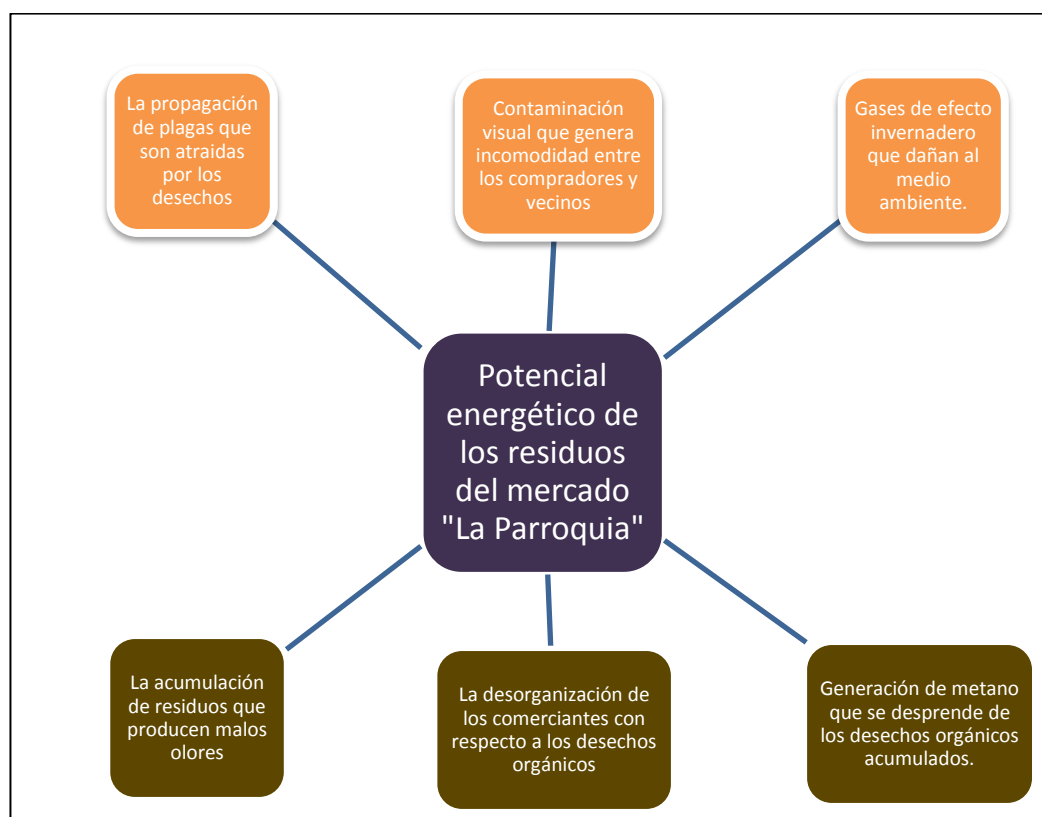 La propagación
de plagas que
son atraidas
por los
desechos
Contaminación
visual que genera
incomodidad entre
los compradores y
vecinos
Gases de efecto
invernadero
que dañan al
medio
ambiente.
Potencial
energético de
los residuos
del mercado
"La Parroquia"
La acumulación
de residuos que
producen malos
olores
La desorganización de
los comerciantes con
respecto a los desechos
orgánicos
Generación de metano
que se desprende de
los desechos orgánicos
acumulados.